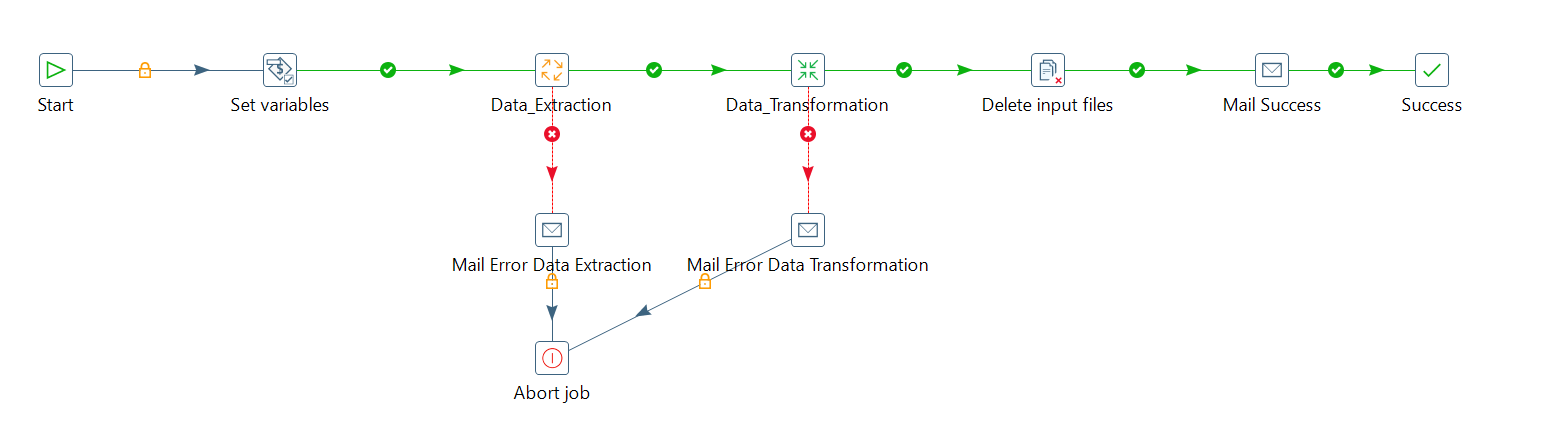 Start
Set variables
Data_Extraction
Data_Transformation
Delete input files
Mail Success
Success
Mail Error Data Extraction
Mail Error Data Transformation
Abort job